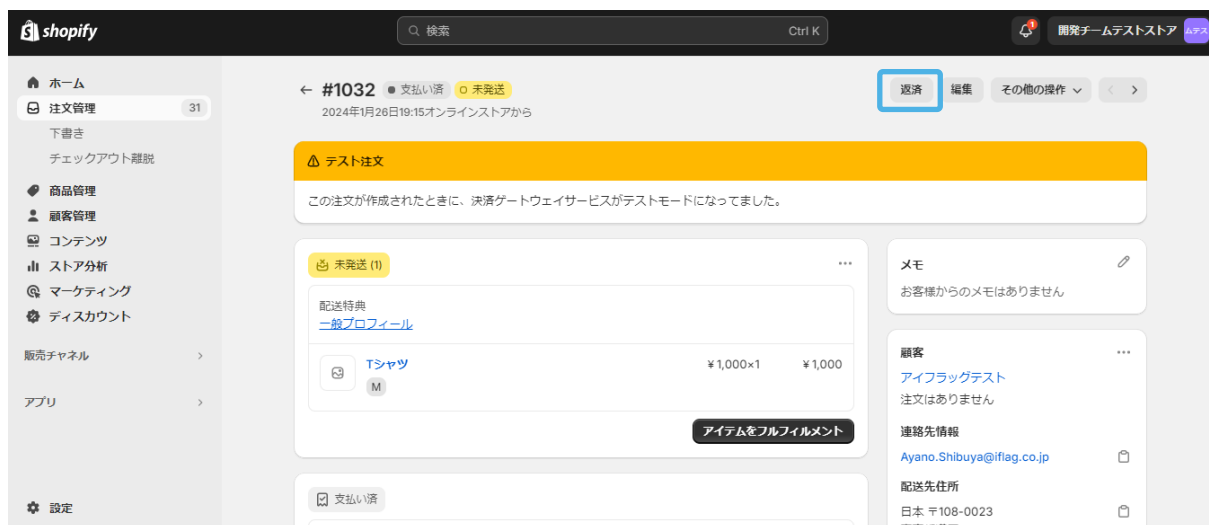 shopify
検索 Ctrl K
1
開発チームテストストア ムテス
ホーム
注文管理 31
下書き
チェックアウト離脱
商品管理
顧客管理
コンテンツ
ストア分析
マーケティング
ディスカウント
販売チャネル
アプリ
設定
#1032 支払い済 未発送
2024年1月26日19:15オンラインストアから
返済 編集 その他の操作
テスト注文
この注文が作成されたときに、決済ゲートウェイサービスがテストモードになってました。
未発送 (1)
配送特典
一般プロフィール
Tシャツ ¥1,000×1 ¥1,000
M
アイテムをフルフィルメント
支払い済
メモ
お客様からのメモはありません
顧客
アイフラッグテスト
注文はありません
連絡先情報
Ayano.Shibuya@iflag.co.jp
配送先住所
日本 〒108-0023